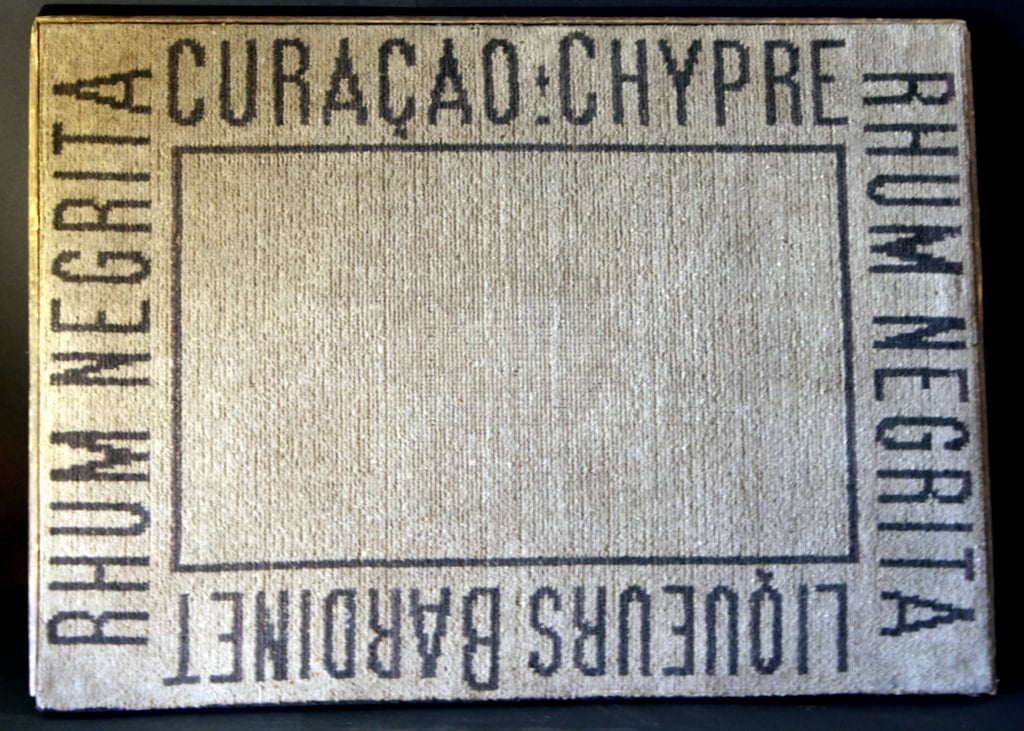 CURAÇAO:CHYPRE
RHUM NEGRITA
LIQUEURS. BARDINET
RHUM NEGRITA